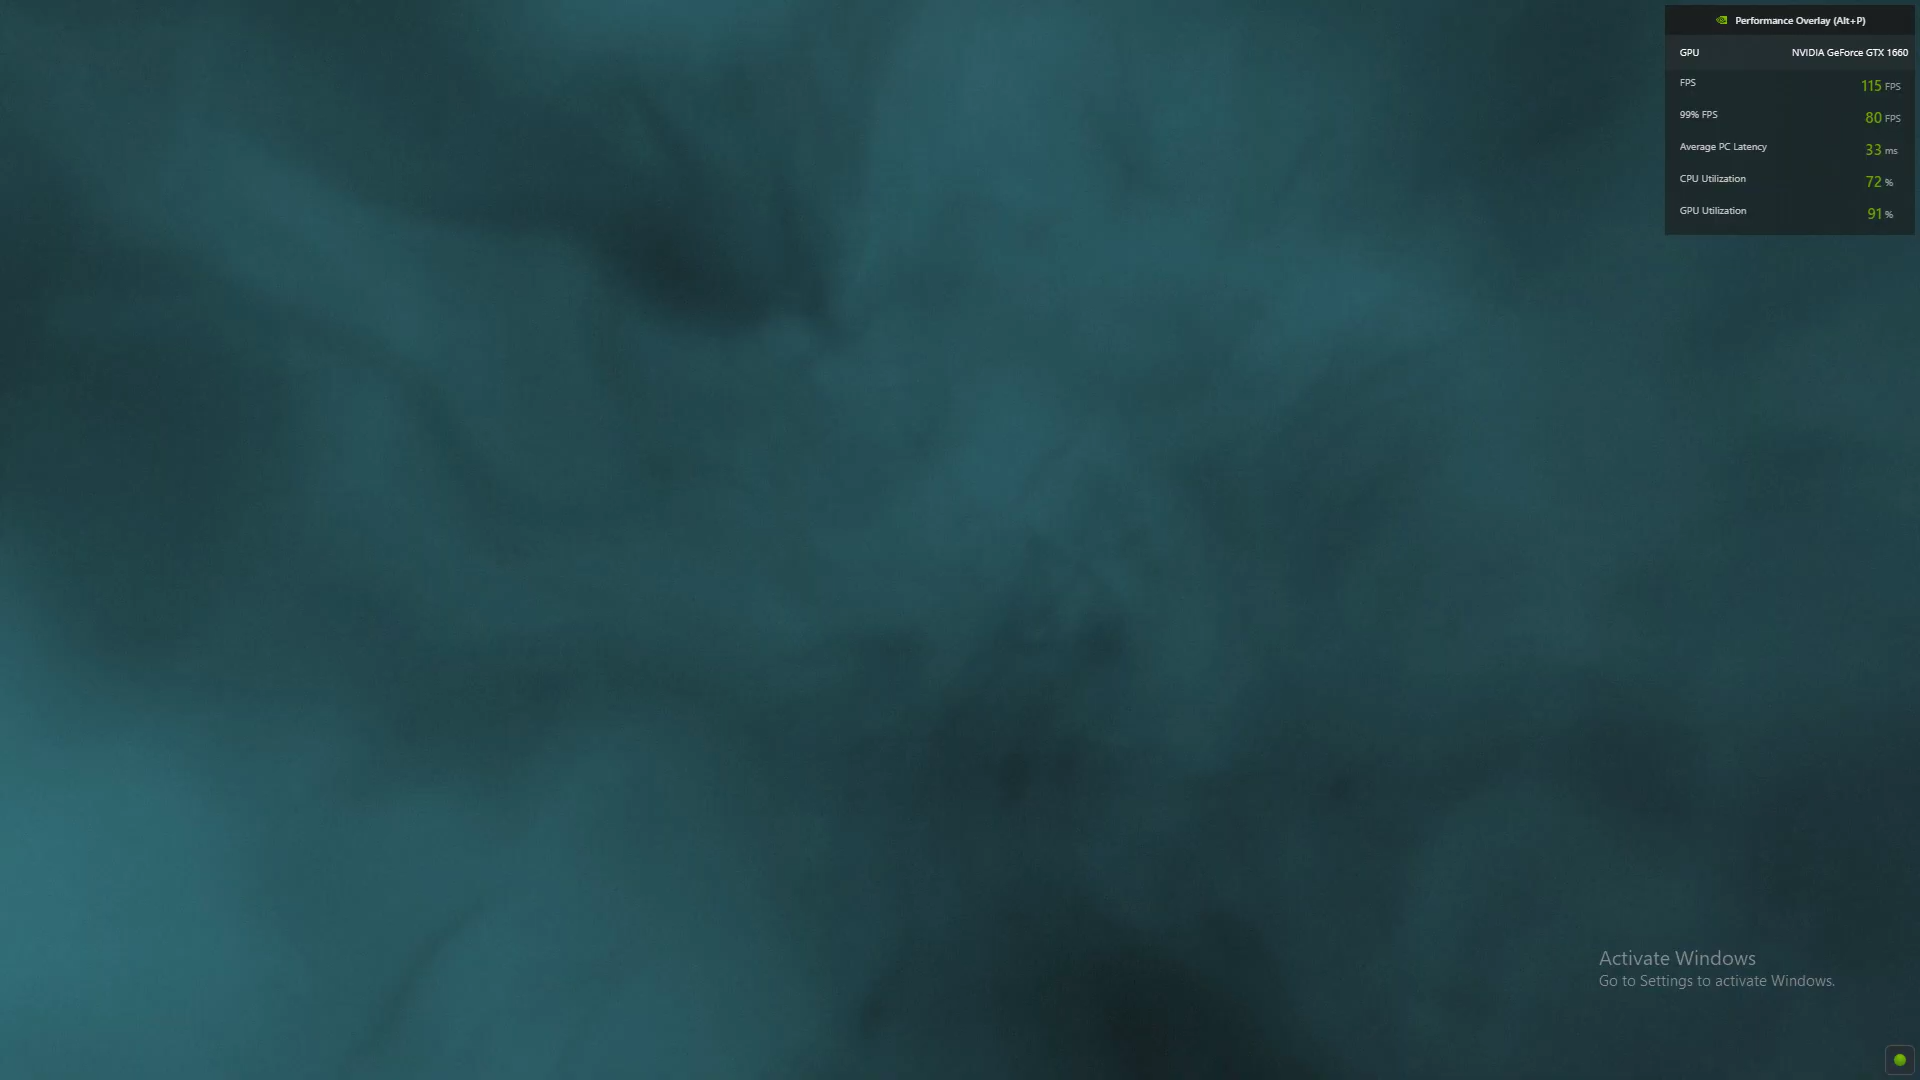 Performance Overlay (Alt+P)
GPU NVIDIA GeForce GTX 1660
FPS 115 FPS
99% FPS 80 FPS
Average PC Latency 33 ms
CPU Utilization 72 %
GPU Utilization 91 %
Activate Windows
Go to Settings to activate Windows.